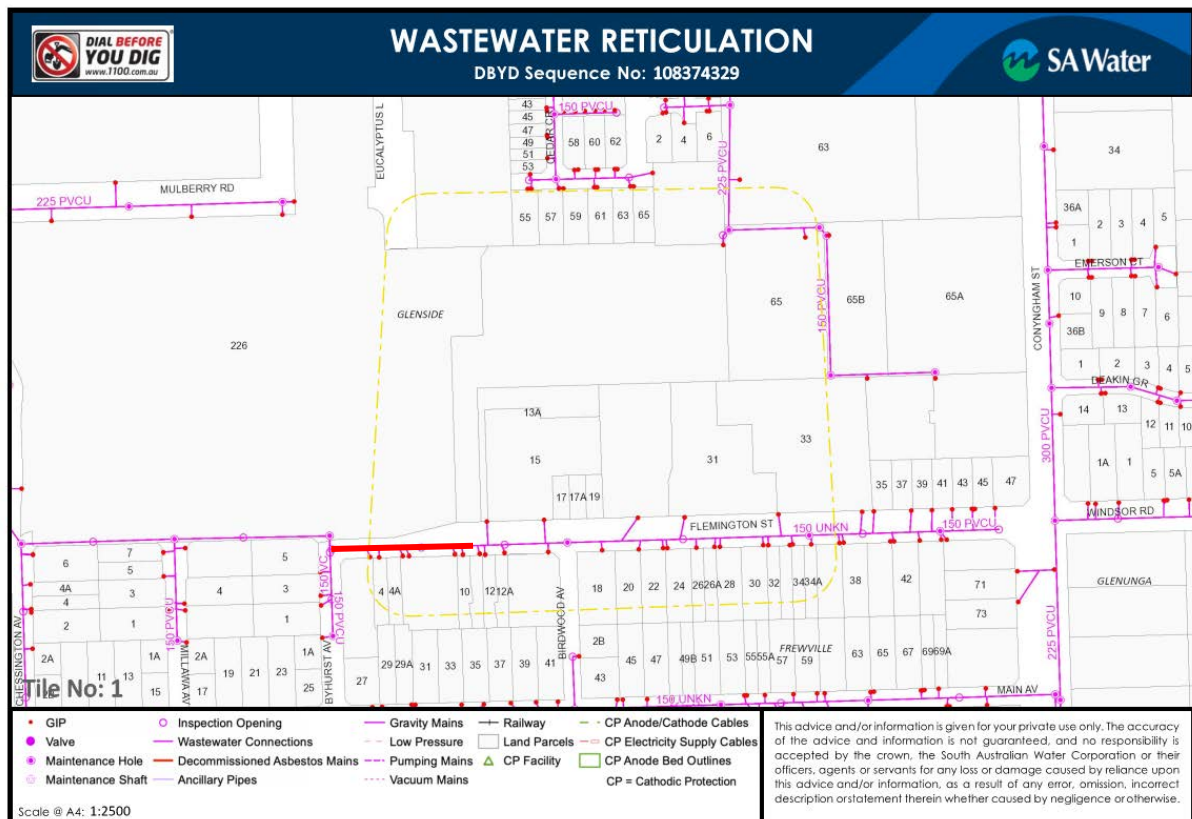 DIAL BEFORE
YOU DIG
www.1100.com.au
WASTEWATER RETICULATION
DBYD Sequence No: 108374329
SA Water
43
45
47
49
51
53
CEDAR CR
150 PVCU
58 60 62
2 4 6
EUCALYPTUS L
225 PVCU
63
34
MULBERRY RD
225 PVCU
36A
2 3 4 5
1
55 57 59 61 63 65
EMERSON CT
CONYNGHAM ST
GLENSIDE
65
150 PVCU
65B
65A
10
9 8 7 6
36B
226
1 2 3 4 5
DEAKIN GR
13A
15
31
33
14 13
12 11 10
300 PVCU
1A 1
5 5A
17 17A 19
35 37 39 41 43 45 47
WINDSOR RD
FLEMINGTON ST
150 UNKN
150 PVCU
6
7
5
4A
4
3
2
1
4
5
3
1
150 VC
150 PVCU
150 PVCU
4 4A
10 12 12A
BIRDWOOD AV
18 20 22 24 26 26A 28 30 32 34 34A 38 42
71
73
GLENUNGA
225 PVCU
CHESSINGTON AV
2A
11 13
1A
15
MILLAWA AV
2A
17
19 21 23
1A
25
BYHURST AV
27
29 29A 31 33 35 37 39 41
2B
43
45 47 49B 51 53 55 55A 57 59 63 65 67 69 69A
FREWVILLE
150 UNKN
MAIN AV
Tile No: 1
GIP
Valve
Maintenance Hole
Maintenance Shaft
Inspection Opening
Wastewater Connections
Decommissioned Asbestos Mains
Ancillary Pipes
Gravity Mains
Low Pressure
Pumping Mains
Vacuum Mains
Railway
Land Parcels
CP Facility
CP Anode/Cathode Cables
CP Electricity Supply Cables
CP Anode Bed Outlines
CP = Cathodic Protection
Scale @ A4: 1:2500
This advice and/or information is given for your private use only. The accuracy
of the advice and information is not guaranteed, and no responsibility is
accepted by the crown, the South Australian Water Corporation or their
officers, agents or servants for any loss or damage caused by reliance upon
this advice and/or information, as a result of any error, omission, incorrect
description orstatement therein whether caused by negligence or otherwise.